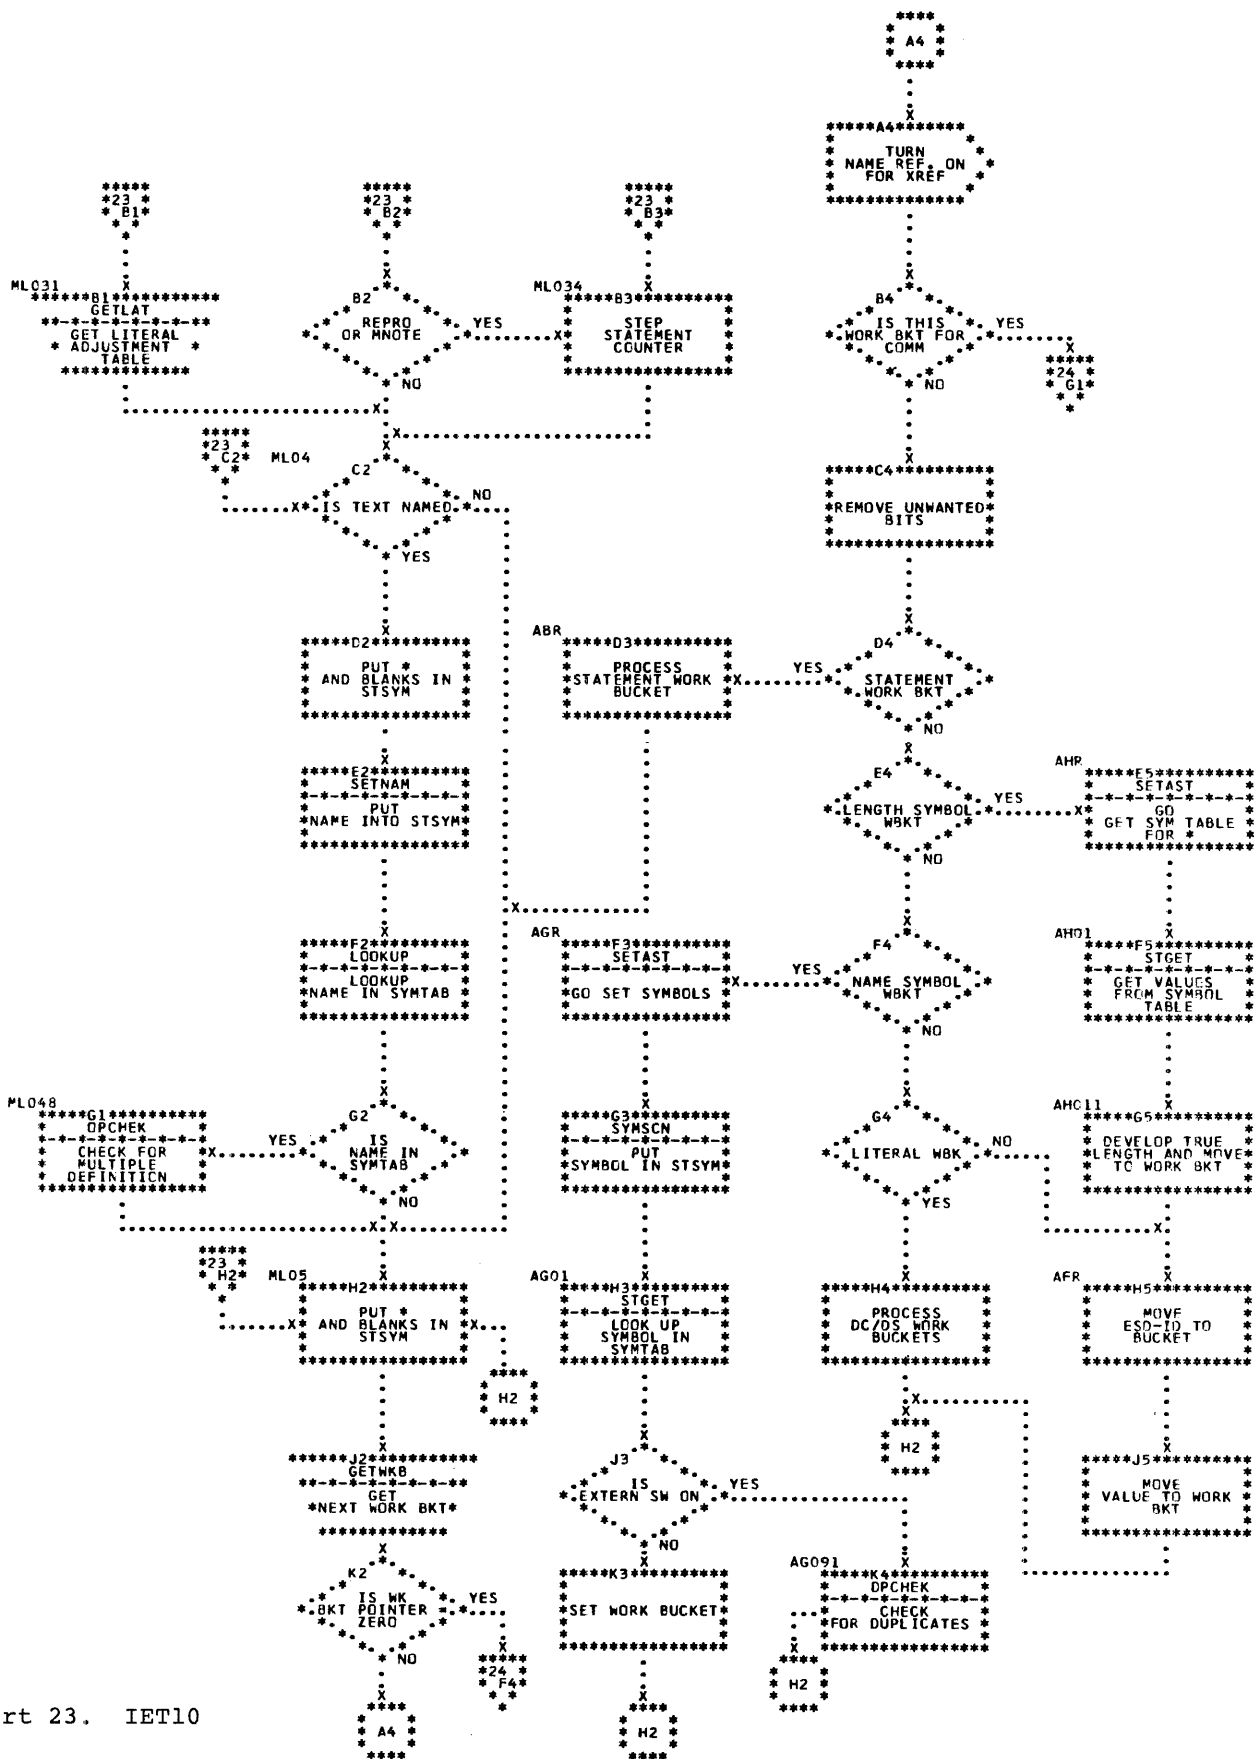 A4
A4
TURN
NAME REF. ON
FOR XREF
23
B1
23
B2
23
B3
ML031
B1
GETLAT
GET LITERAL
ADJUSTMENT
TABLE
B2
REPRO
OR MNOTE
YES
NO
ML034
B3
STEP
STATEMENT
COUNTER
B4
IS THIS
WORK BKT FOR
COMM
YES
NO
24
G1
23
C2
ML04
C2
IS TEXT NAMED
NO
YES
C4
REMOVE UNWANTED
BITS
D2
PUT *
AND BLANKS IN
STSYM
ABR
D3
PROCESS
STATEMENT WORK
BUCKET
YES
D4
STATEMENT
WORK BKT
NO
E2
SETNAM
PUT
NAME INTO STSYM
E4
LENGTH SYMBOL
WBKT
YES
NO
AHR
E5
SETAST
GO
GET SYM TABLE
FOR *
F2
LOOKUP
LOOKUP
NAME IN SYMTAB
AGR
F3
SETAST
GO SET SYMBOLS
YES
F4
NAME SYMBOL
WBKT
NO
AH01
F5
STGET
GET VALUES
FROM SYMBOL
TABLE
ML048
G1
DPCHEK
CHECK FOR
MULTIPLE
DEFINITION
YES
G2
IS
NAME IN
SYMTAB
NO
G3
SYMSCN
PUT
SYMBOL IN STSYM
G4
LITERAL WBK
NO
YES
AH011
G5
DEVELOP TRUE
LENGTH AND MOVE
TO WORK BKT
23
H2
ML05
H2
PUT *
AND BLANKS IN
STSYM
H2
AG01
H3
STGET
LOOK UP
SYMBOL IN
SYMTAB
H4
PROCESS
DC/DS WORK
BUCKETS
H2
AFR
H5
MOVE
ESD-ID TO
BUCKET
J2
GETWKB
GET
NEXT WORK BKT
J3
IS
EXTERN SW ON
YES
NO
J5
MOVE
VALUE TO WORK
BKT
K2
IS WK
BKT POINTER =
ZERO
YES
NO
24
F4
K3
SET WORK BUCKET
AG091
K4
DPCHEK
CHECK
FOR DUPLICATES
H2
A4
H2
rt 23. IET10